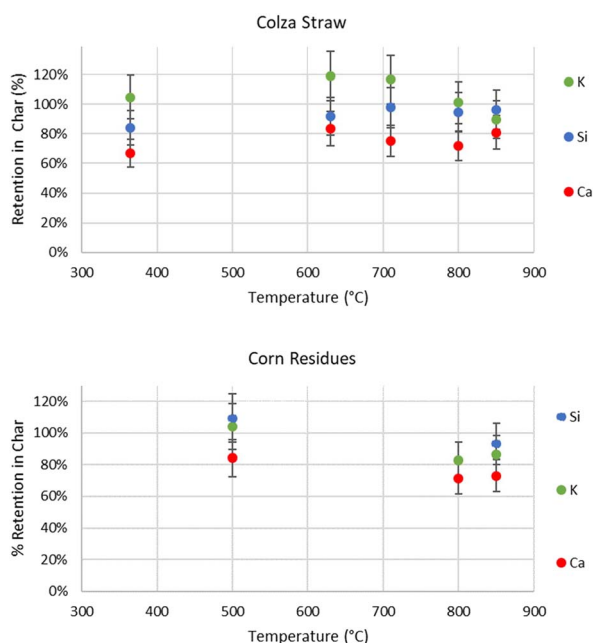 Colza Straw
Retention in Char (%)
120%
100%
80%
60%
40%
20%
0%
300 400 500 600 700 800 900
Temperature (°C)
K
Si
Ca
Corn Residues
% Retention in Char
120%
100%
80%
60%
40%
20%
0%
300 400 500 600 700 800 900
Temperature (°C)
Si
K
Ca